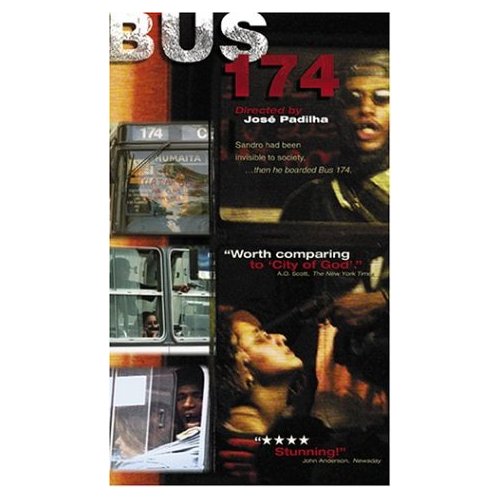 BUS
174
Directed by
José Padilha
Sandro had been
invisible to society,
...then he boarded Bus 174.
174 C
HUMAITA
"Worth comparing
to 'City of God'."
A.O. Scott, The New York Times
"★★★★
Stunning!"
John Anderson, Newsday